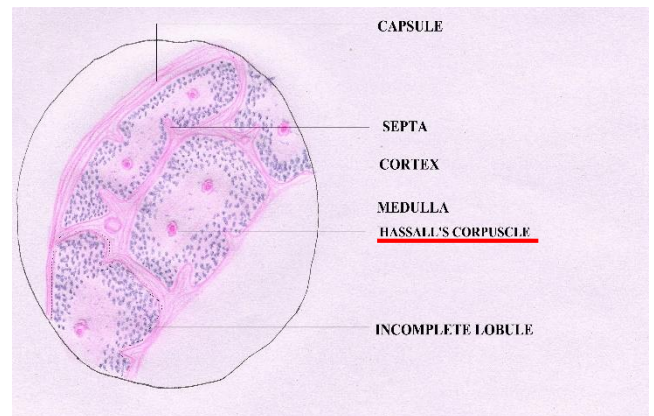 CAPSULE
SEPTA
CORTEX
MEDULLA
HASSALL'S CORPUSCLE
INCOMPLETE LOBULE